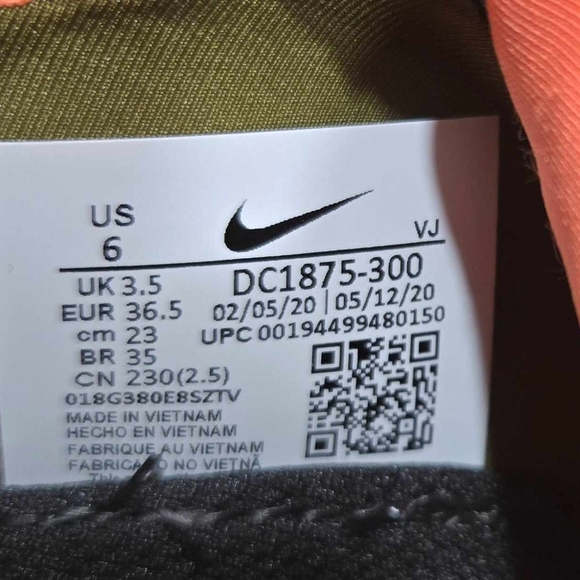 US
6
VJ
UK 3.5
EUR 36.5
cm 23
BR 35
CN 230(2.5)
DC1875-300
02/05/20 | 05/12/20
UPC 00194499480150
018G380E8SZTV
MADE IN VIETNAM
HECHO EN VIETNAM
FABRIQUE AU VIETNAM
FABRICADO NO VIETNÃ